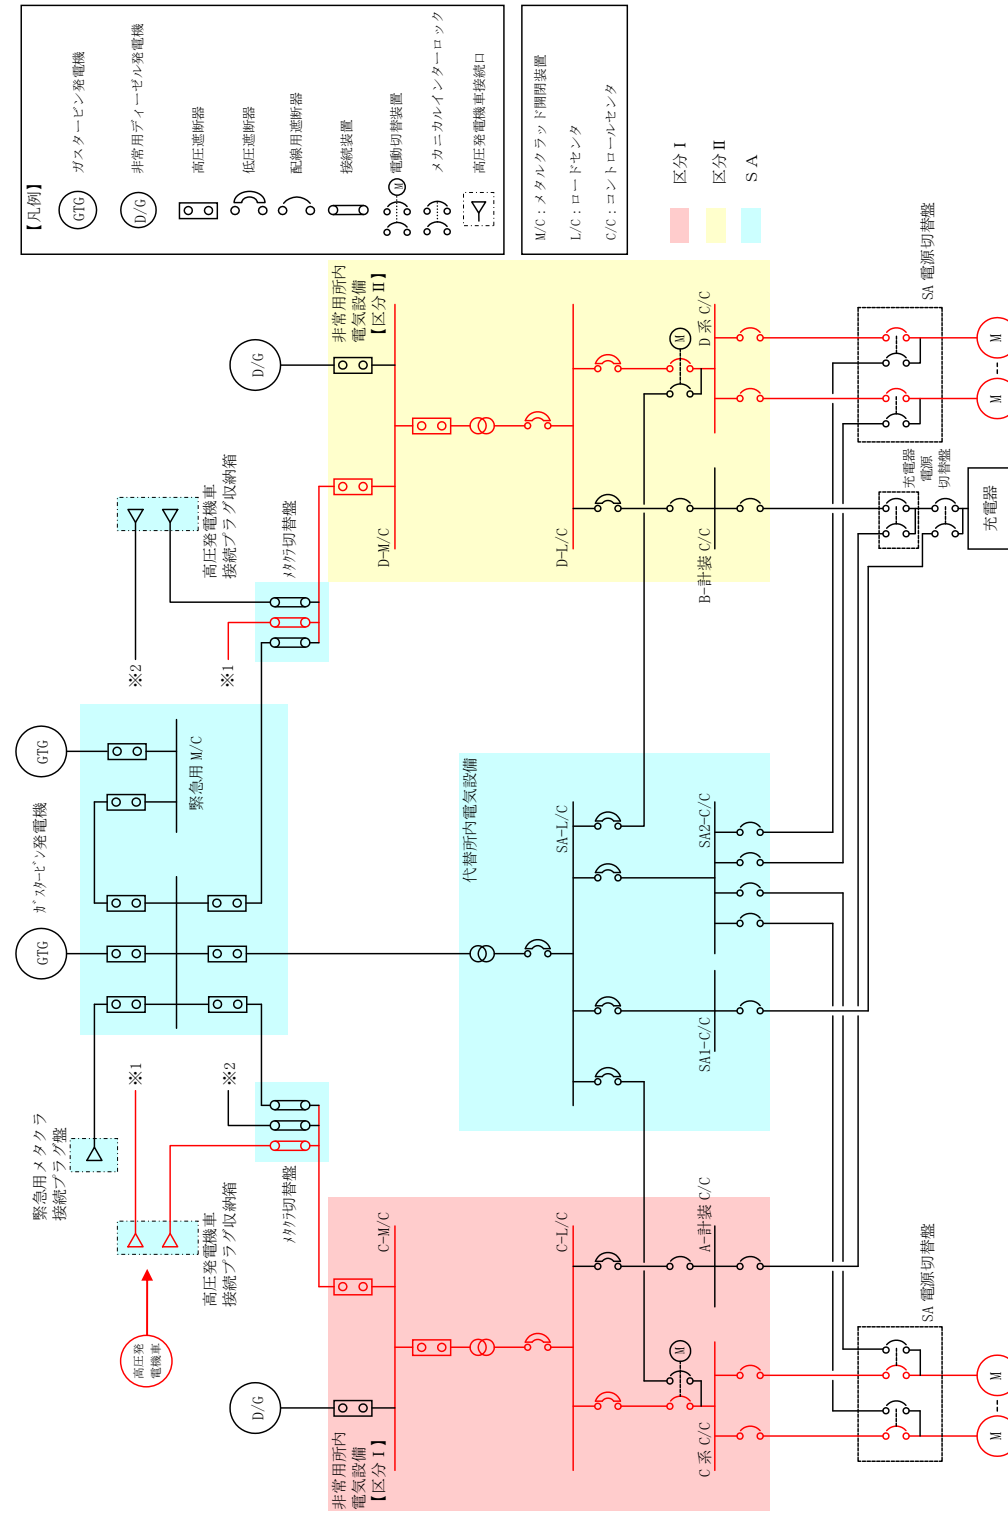 【凡例】
GTG
ガスタービン発電機
D/G
非常用ディーゼル発電機
高圧遮断器
低圧遮断器
配線用遮断器
接続装置
M
電動切替装置
メカニカルインターロック
高圧発電機車接続口
M/C：メタルクラッド開閉装置
L/C：ロードセンタ
C/C：コントロールセンタ
区分Ⅰ
区分Ⅱ
ＳＡ
緊急用メタクラ
接続プラグ盤
ｶﾞｽﾀｰﾋﾞﾝ発電機
GTG
GTG
緊急用 M/C
高圧発
電機車
高圧発電機車
接続プラグ収納箱
※1
※2
ﾒﾀｸﾗ切替盤
高圧発電機車
接続プラグ収納箱
※2
※1
ﾒﾀｸﾗ切替盤
D/G
非常用所内
電気設備
【区分Ⅰ】
C-M/C
C-L/C
M
C 系 C/C
A-計装 C/C
代替所内電気設備
SA-L/C
SA1-C/C
SA2-C/C
D/G
非常用所内
電気設備
【区分Ⅱ】
D-M/C
D-L/C
M
B-計装 C/C
D 系 C/C
SA 電源切替盤
M
M
充電器
電源
切替盤
充電器
SA 電源切替盤
M
M